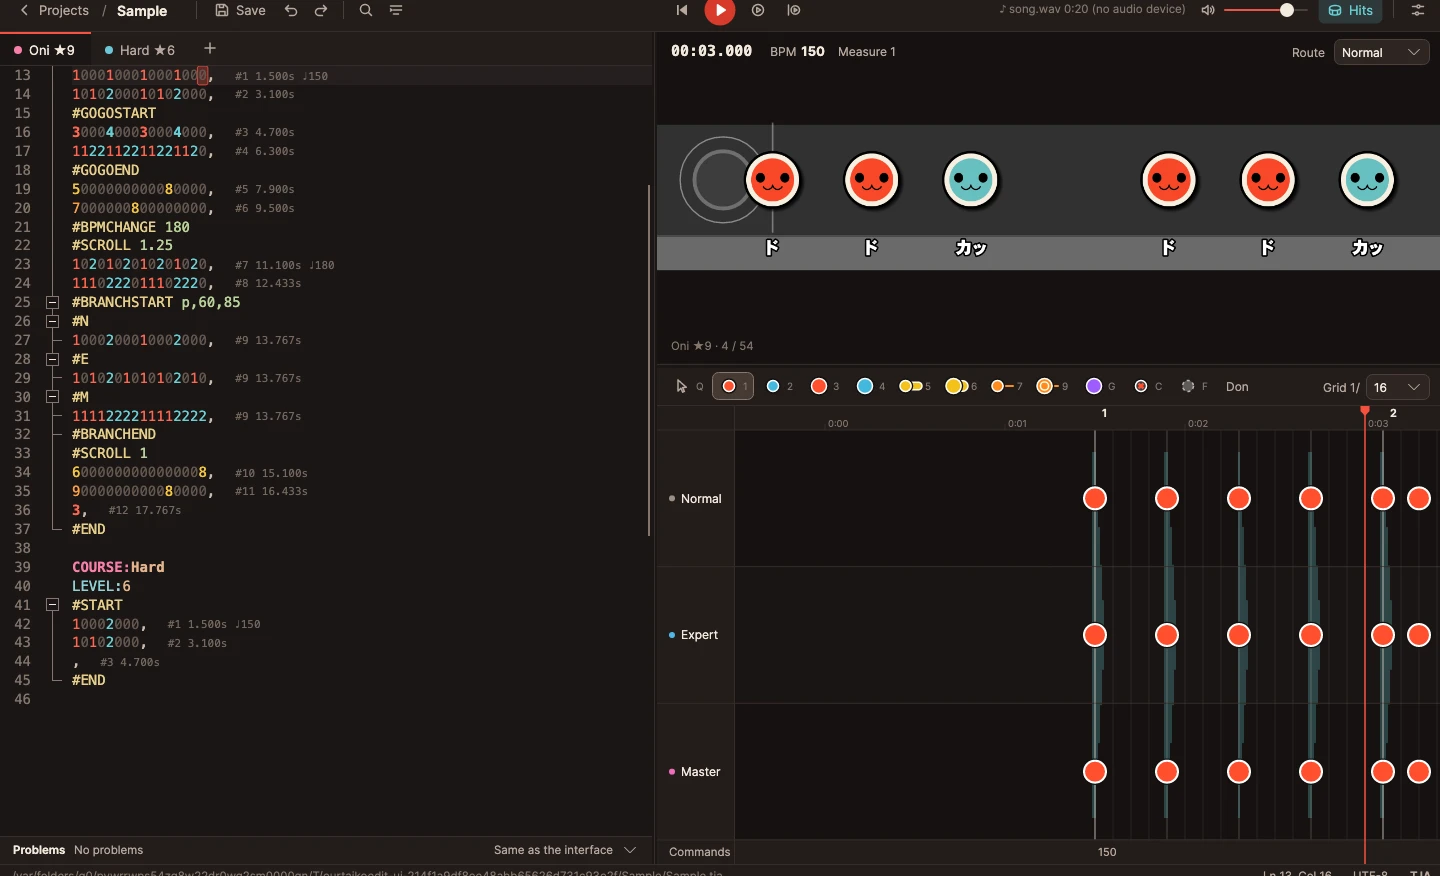 Projects / Sample
Save
♪ song.wav 0:20 (no audio device)
Hits
Oni ★9
Hard ★6
+
13 1000100010001000, #1 1.500s ♩150
14 1010200010102000, #2 3.100s
15 #GOGOSTART
16 3000400030004000, #3 4.700s
17 1122112211221120, #4 6.300s
18 #GOGOEND
19 5000000000080000, #5 7.900s
20 7000000800000000, #6 9.500s
21 #BPMCHANGE 180
22 #SCROLL 1.25
23 1020102010201020, #7 11.100s ♩180
24 1110222011102220, #8 12.433s
25 #BRANCHSTART p,60,85
26 #N
27 1000200010002000, #9 13.767s
28 #E
29 1010201010102010, #9 13.767s
30 #M
31 1111222211112222, #9 13.767s
32 #BRANCHEND
33 #SCROLL 1
34 6000000000000008, #10 15.100s
35 9000000000080000, #11 16.433s
36 3, #12 17.767s
37 #END
38
39 COURSE:Hard
40 LEVEL:6
41 #START
42 10002000, #1 1.500s ♩150
43 10102000, #2 3.100s
44 , #3 4.700s
45 #END
46
Problems No problems
Same as the interface
00:03.000 BPM 150 Measure 1
Route Normal
ド ド カッ ド ド カッ
Oni ★9 · 4 / 54
Q 1 2 3 4 5 6 7 9 G C F Don
Grid 1/ 16
1 2
0:00 0:01 0:02 0:03
Normal
Expert
Master
Commands 150
Ln 13, Col 16 UTF-8 TJA